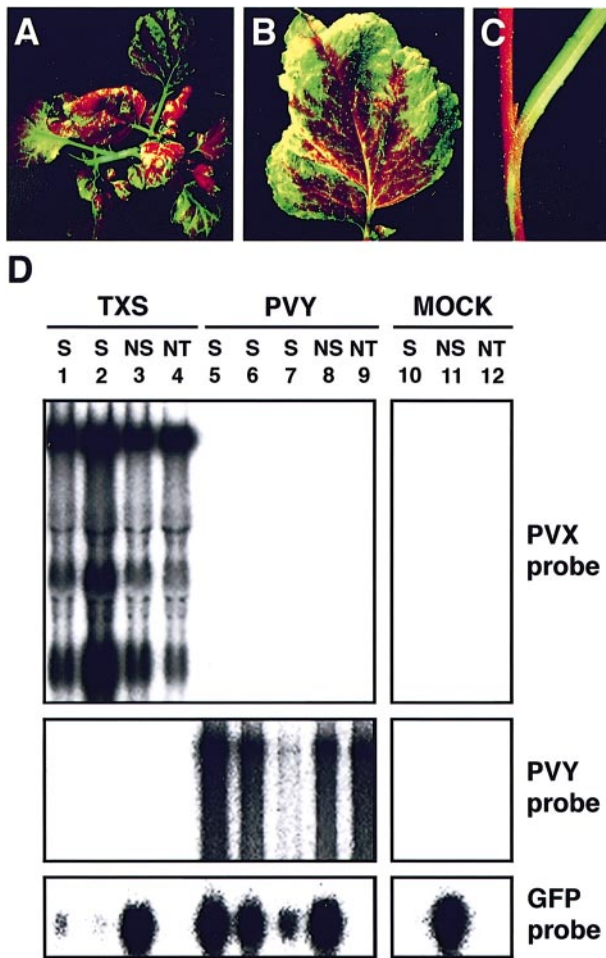 A B C
D
TXS PVY MOCK
S S NS NT S S S NS NT S NS NT
1 2 3 4 5 6 7 8 9 10 11 12
PVX
probe
PVY
probe
GFP
probe